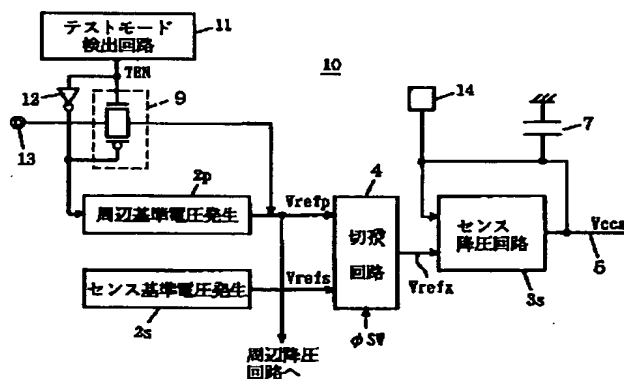 テストモード
検出回路
11
TEM
10
12
9
14
7
13
2p
周辺基準電圧発生
Vrefp
4
切換
回路
センス
降圧回路
Vccs
5
センス基準電圧発生
Vrefs
Vrefx
3s
2s
φSW
周辺降圧
回路へ